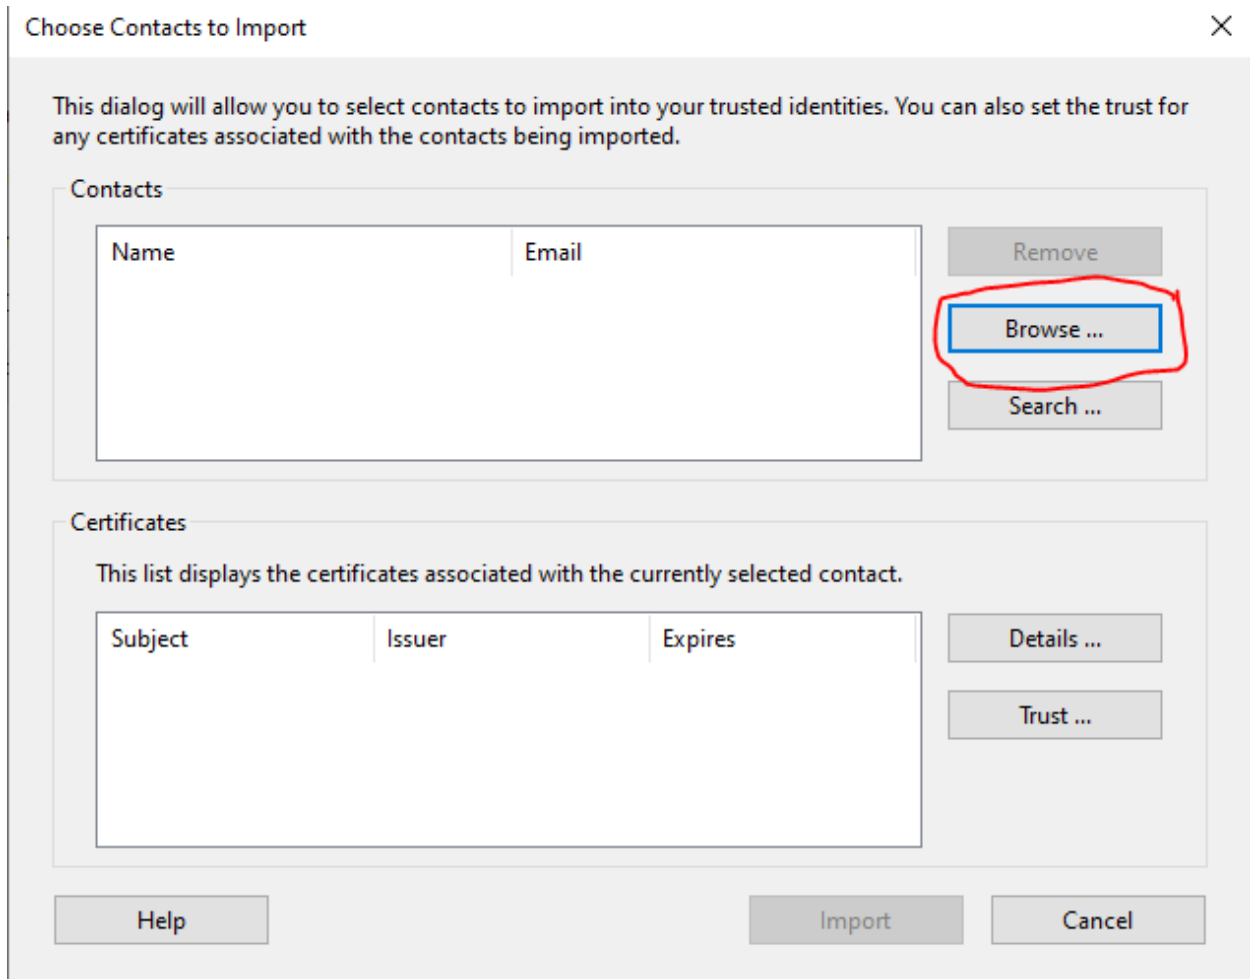 Choose Contacts to Import
This dialog will allow you to select contacts to import into your trusted identities. You can also set the trust for
any certificates associated with the contacts being imported.
Contacts
Name Email
Remove
Browse ...
Search ...
Certificates
This list displays the certificates associated with the currently selected contact.
Subject Issuer Expires
Details ...
Trust ...
Help Import Cancel